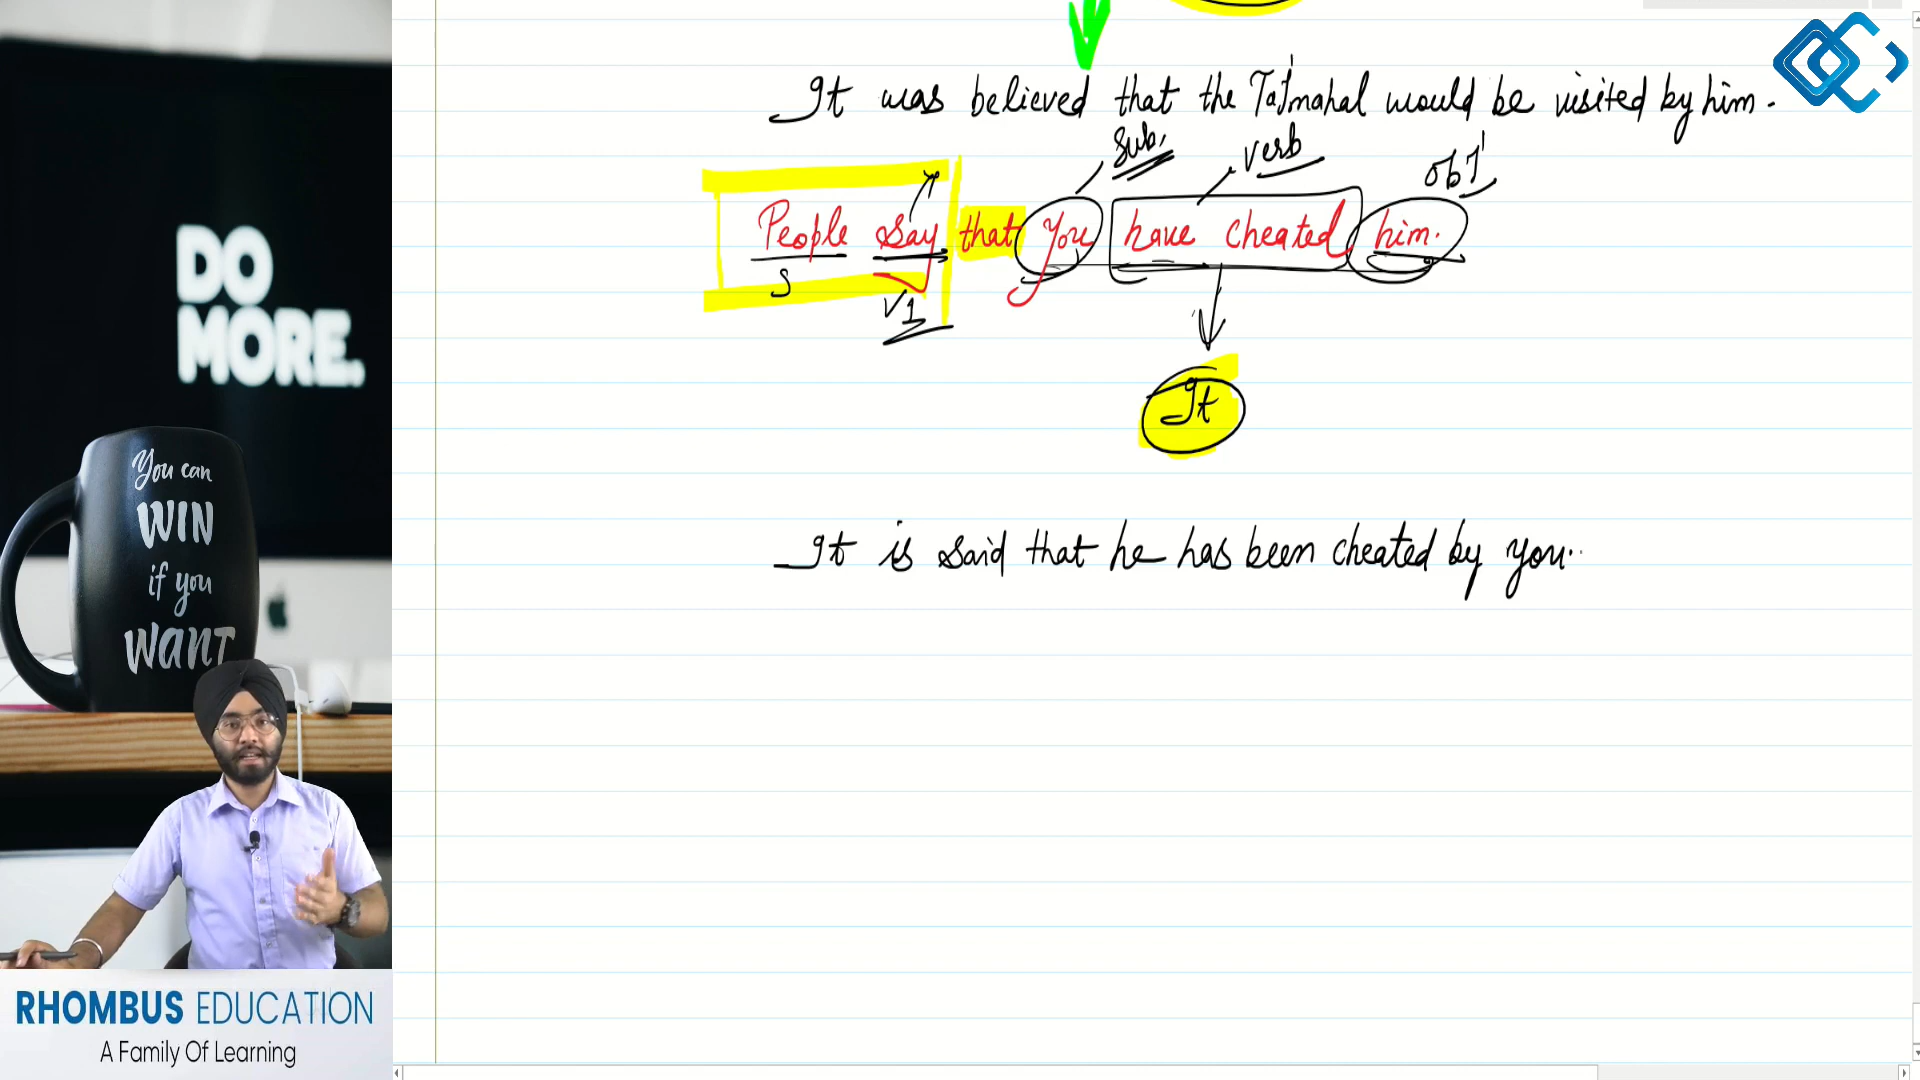 DO
MORE.
You can
WIN
if you
WANT
RHOMBUS EDUCATION
A Family Of Learning
It was believed that the Tajmahal would be visited by him.
sub. verb obj
People say that you have cheated him.
S V1
It
It is said that he has been cheated by you.